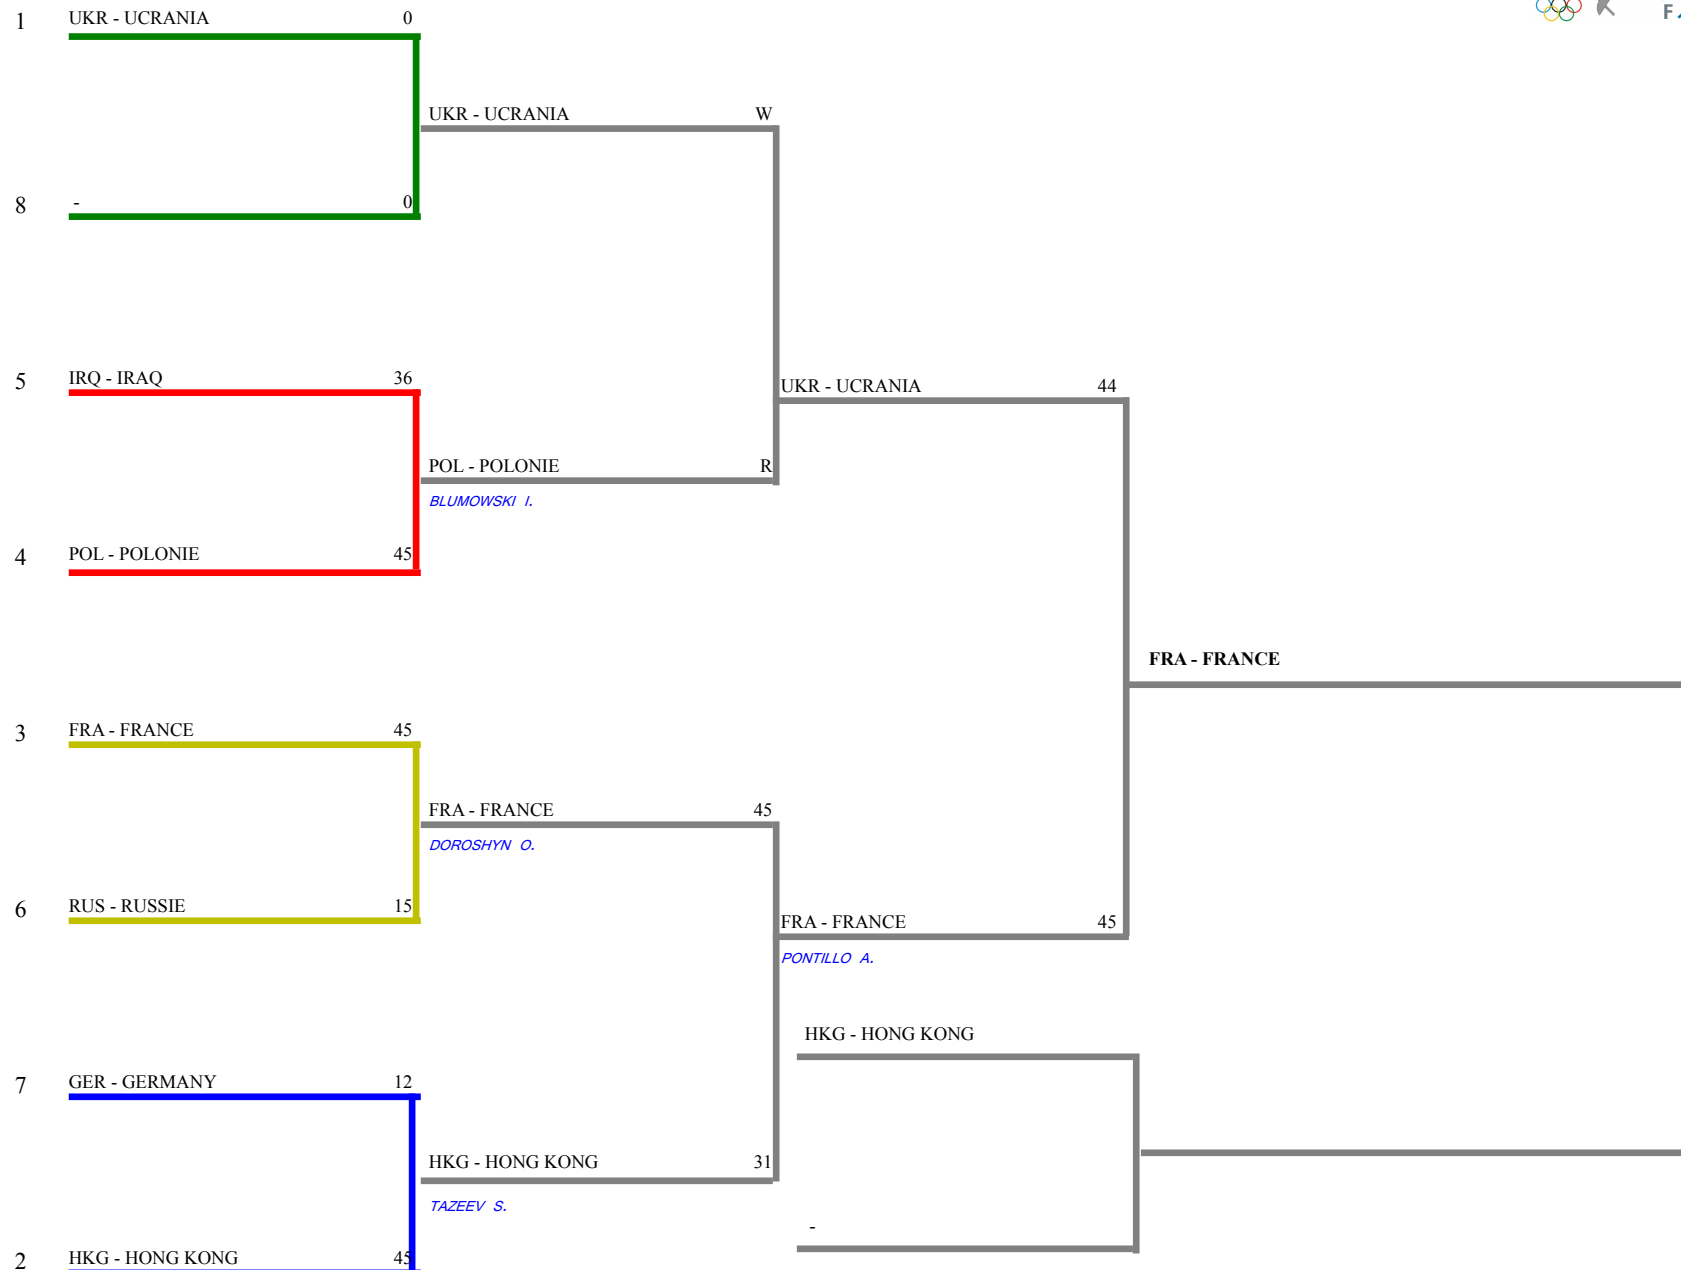 1 UKR - UCRANIA 0
F
UKR - UCRANIA W
8 - 0
5 IRQ - IRAQ 36
UKR - UCRANIA 44
POL - POLONIE R
BLUMOWSKI I.
4 POL - POLONIE 45
FRA - FRANCE
3 FRA - FRANCE 45
FRA - FRANCE 45
DOROSHYN O.
6 RUS - RUSSIE 15
FRA - FRANCE 45
PONTILLO A.
HKG - HONG KONG
7 GER - GERMANY 12
HKG - HONG KONG 31
TAZEEV S.
-
2 HKG - HONG KONG 45